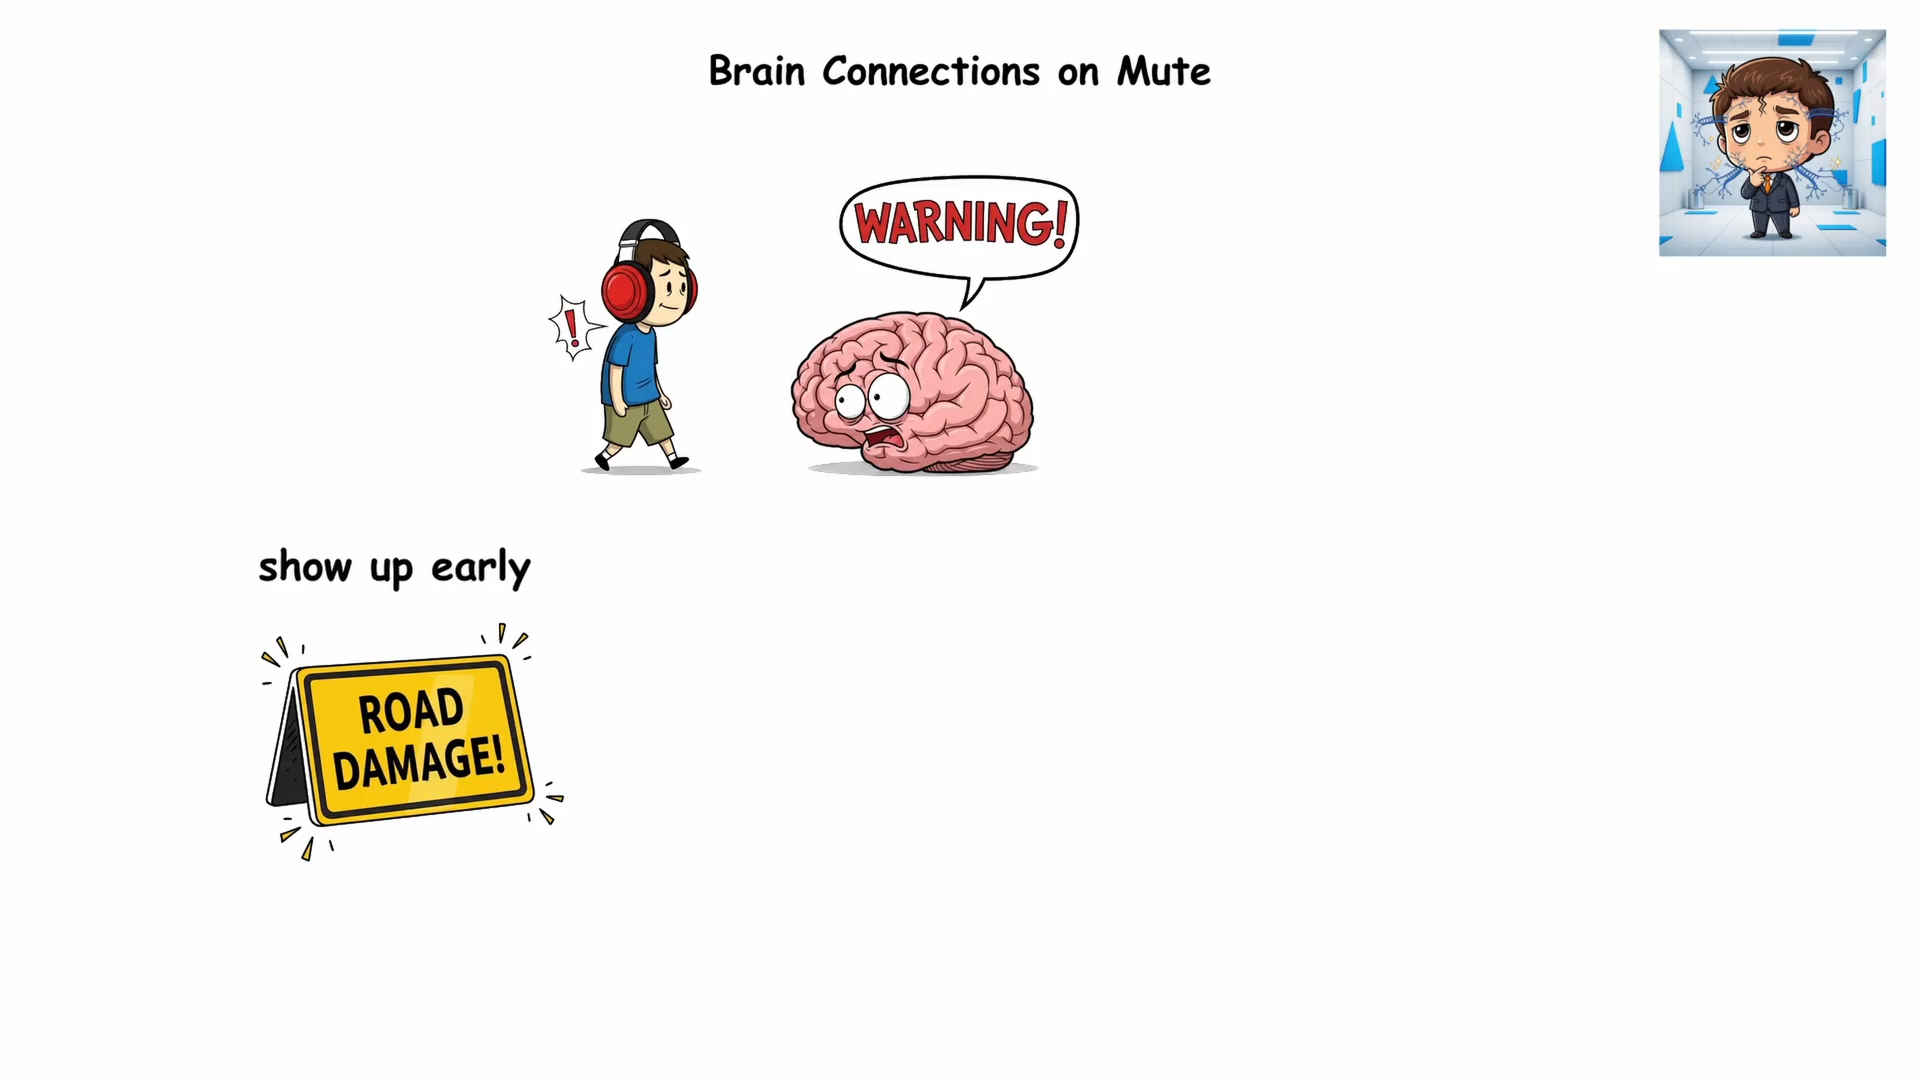 Brain Connections on Mute
WARNING!
!
show up early
ROAD
DAMAGE!